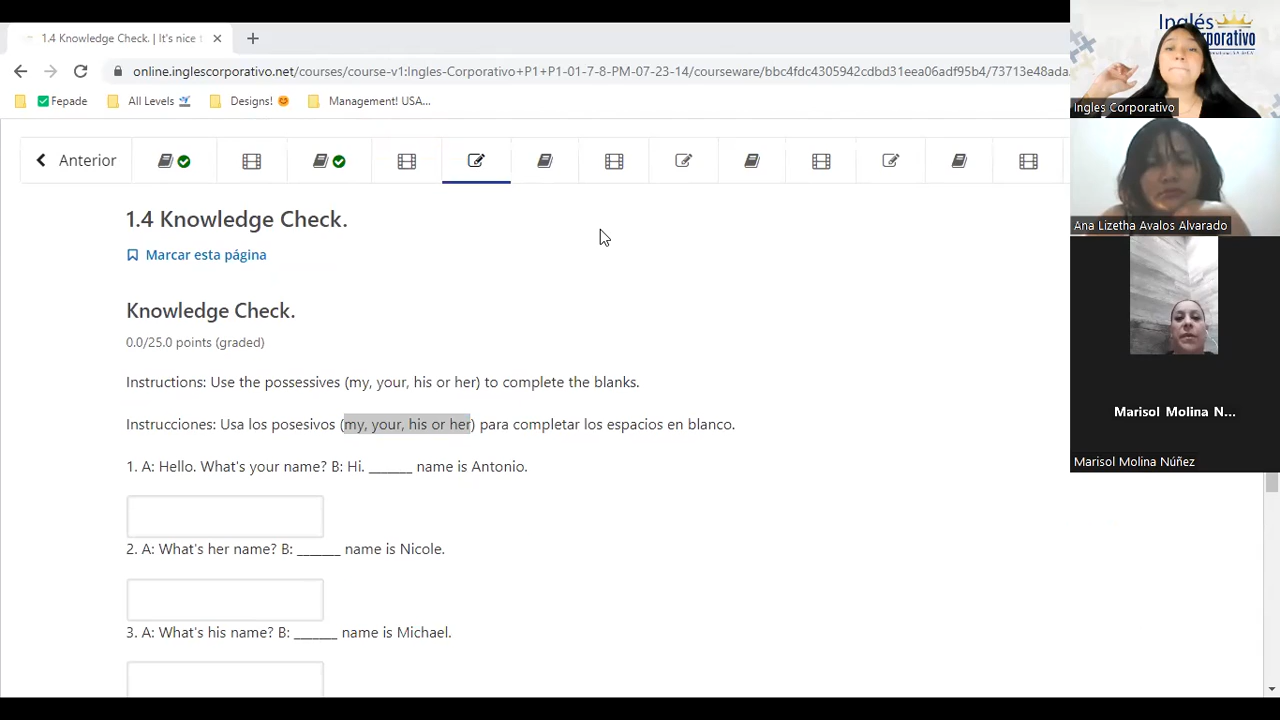 1.4 Knowledge Check. | It's nice t
online.inglescorporativo.net/courses/course-v1:Ingles-Corporativo+P1+P1-01-7-8-PM-07-23-14/courseware/bbc4fdc4305942cdbd31eea06adf95b4/73713e48ada
Fepade All Levels Designs! Management! USA...
Anterior
1.4 Knowledge Check.
Marcar esta página
Knowledge Check.
0.0/25.0 points (graded)
Instructions: Use the possessives (my, your, his or her) to complete the blanks.
Instrucciones: Usa los posesivos (my, your, his or her) para completar los espacios en blanco.
1. A: Hello. What's your name? B: Hi. _______ name is Antonio.
2. A: What's her name? B: _______ name is Nicole.
3. A: What's his name? B: _______ name is Michael.
Inglés
Ingles Corporativo
Ana Lizetha Avalos Alvarado
Marisol Molina N...
Marisol Molina Núñez